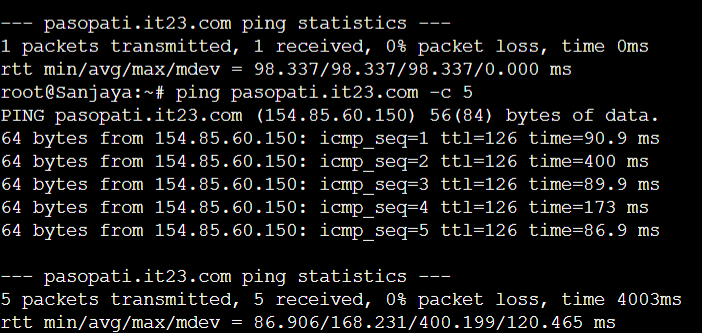 --- pasopati.it23.com ping statistics ---
1 packets transmitted, 1 received, 0% packet loss, time 0ms
rtt min/avg/max/mdev = 98.337/98.337/98.337/0.000 ms
root@Sanjaya:~# ping pasopati.it23.com -c 5
PING pasopati.it23.com (154.85.60.150) 56(84) bytes of data.
64 bytes from 154.85.60.150: icmp_seq=1 ttl=126 time=90.9 ms
64 bytes from 154.85.60.150: icmp_seq=2 ttl=126 time=400 ms
64 bytes from 154.85.60.150: icmp_seq=3 ttl=126 time=89.9 ms
64 bytes from 154.85.60.150: icmp_seq=4 ttl=126 time=173 ms
64 bytes from 154.85.60.150: icmp_seq=5 ttl=126 time=86.9 ms
--- pasopati.it23.com ping statistics ---
5 packets transmitted, 5 received, 0% packet loss, time 4003ms
rtt min/avg/max/mdev = 86.906/168.231/400.199/120.465 ms